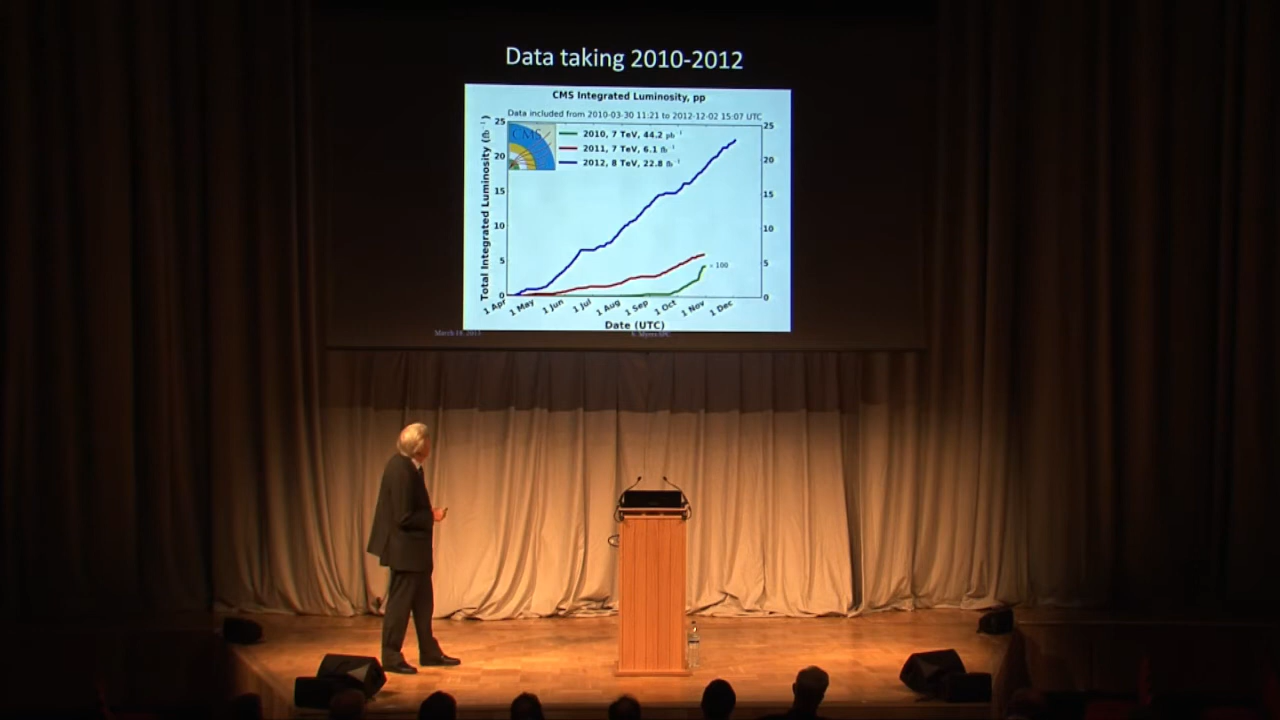 Data taking 2010-2012
CMS Integrated Luminosity, pp
Data included from 2010-03-30 11:21 to 2012-12-02 15:07 UTC
CMS
2010, 7 TeV, 44.2 pb⁻¹
2011, 7 TeV, 6.1 fb⁻¹
2012, 8 TeV, 22.8 fb⁻¹
Total Integrated Luminosity (fb⁻¹)
25
20
15
10
5
0
25
20
15
10
5
0
× 100
1 Apr
1 May
1 Jun
1 Jul
1 Aug
1 Sep
1 Oct
1 Nov
1 Dec
Date (UTC)